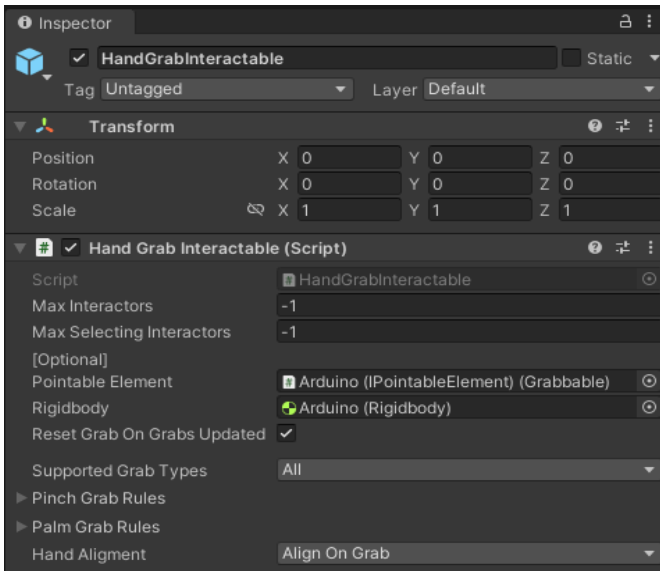 Inspector
HandGrabInteractable Static
Tag Untagged Layer Default
Transform
Position X 0 Y 0 Z 0
Rotation X 0 Y 0 Z 0
Scale X 1 Y 1 Z 1
# Hand Grab Interactable (Script)
Script # HandGrabInteractable
Max Interactors -1
Max Selecting Interactors -1
[Optional]
Pointable Element # Arduino (IPointableElement) (Grabbable)
Rigidbody Arduino (Rigidbody)
Reset Grab On Grabs Updated
Supported Grab Types All
Pinch Grab Rules
Palm Grab Rules
Hand Aligment Align On Grab